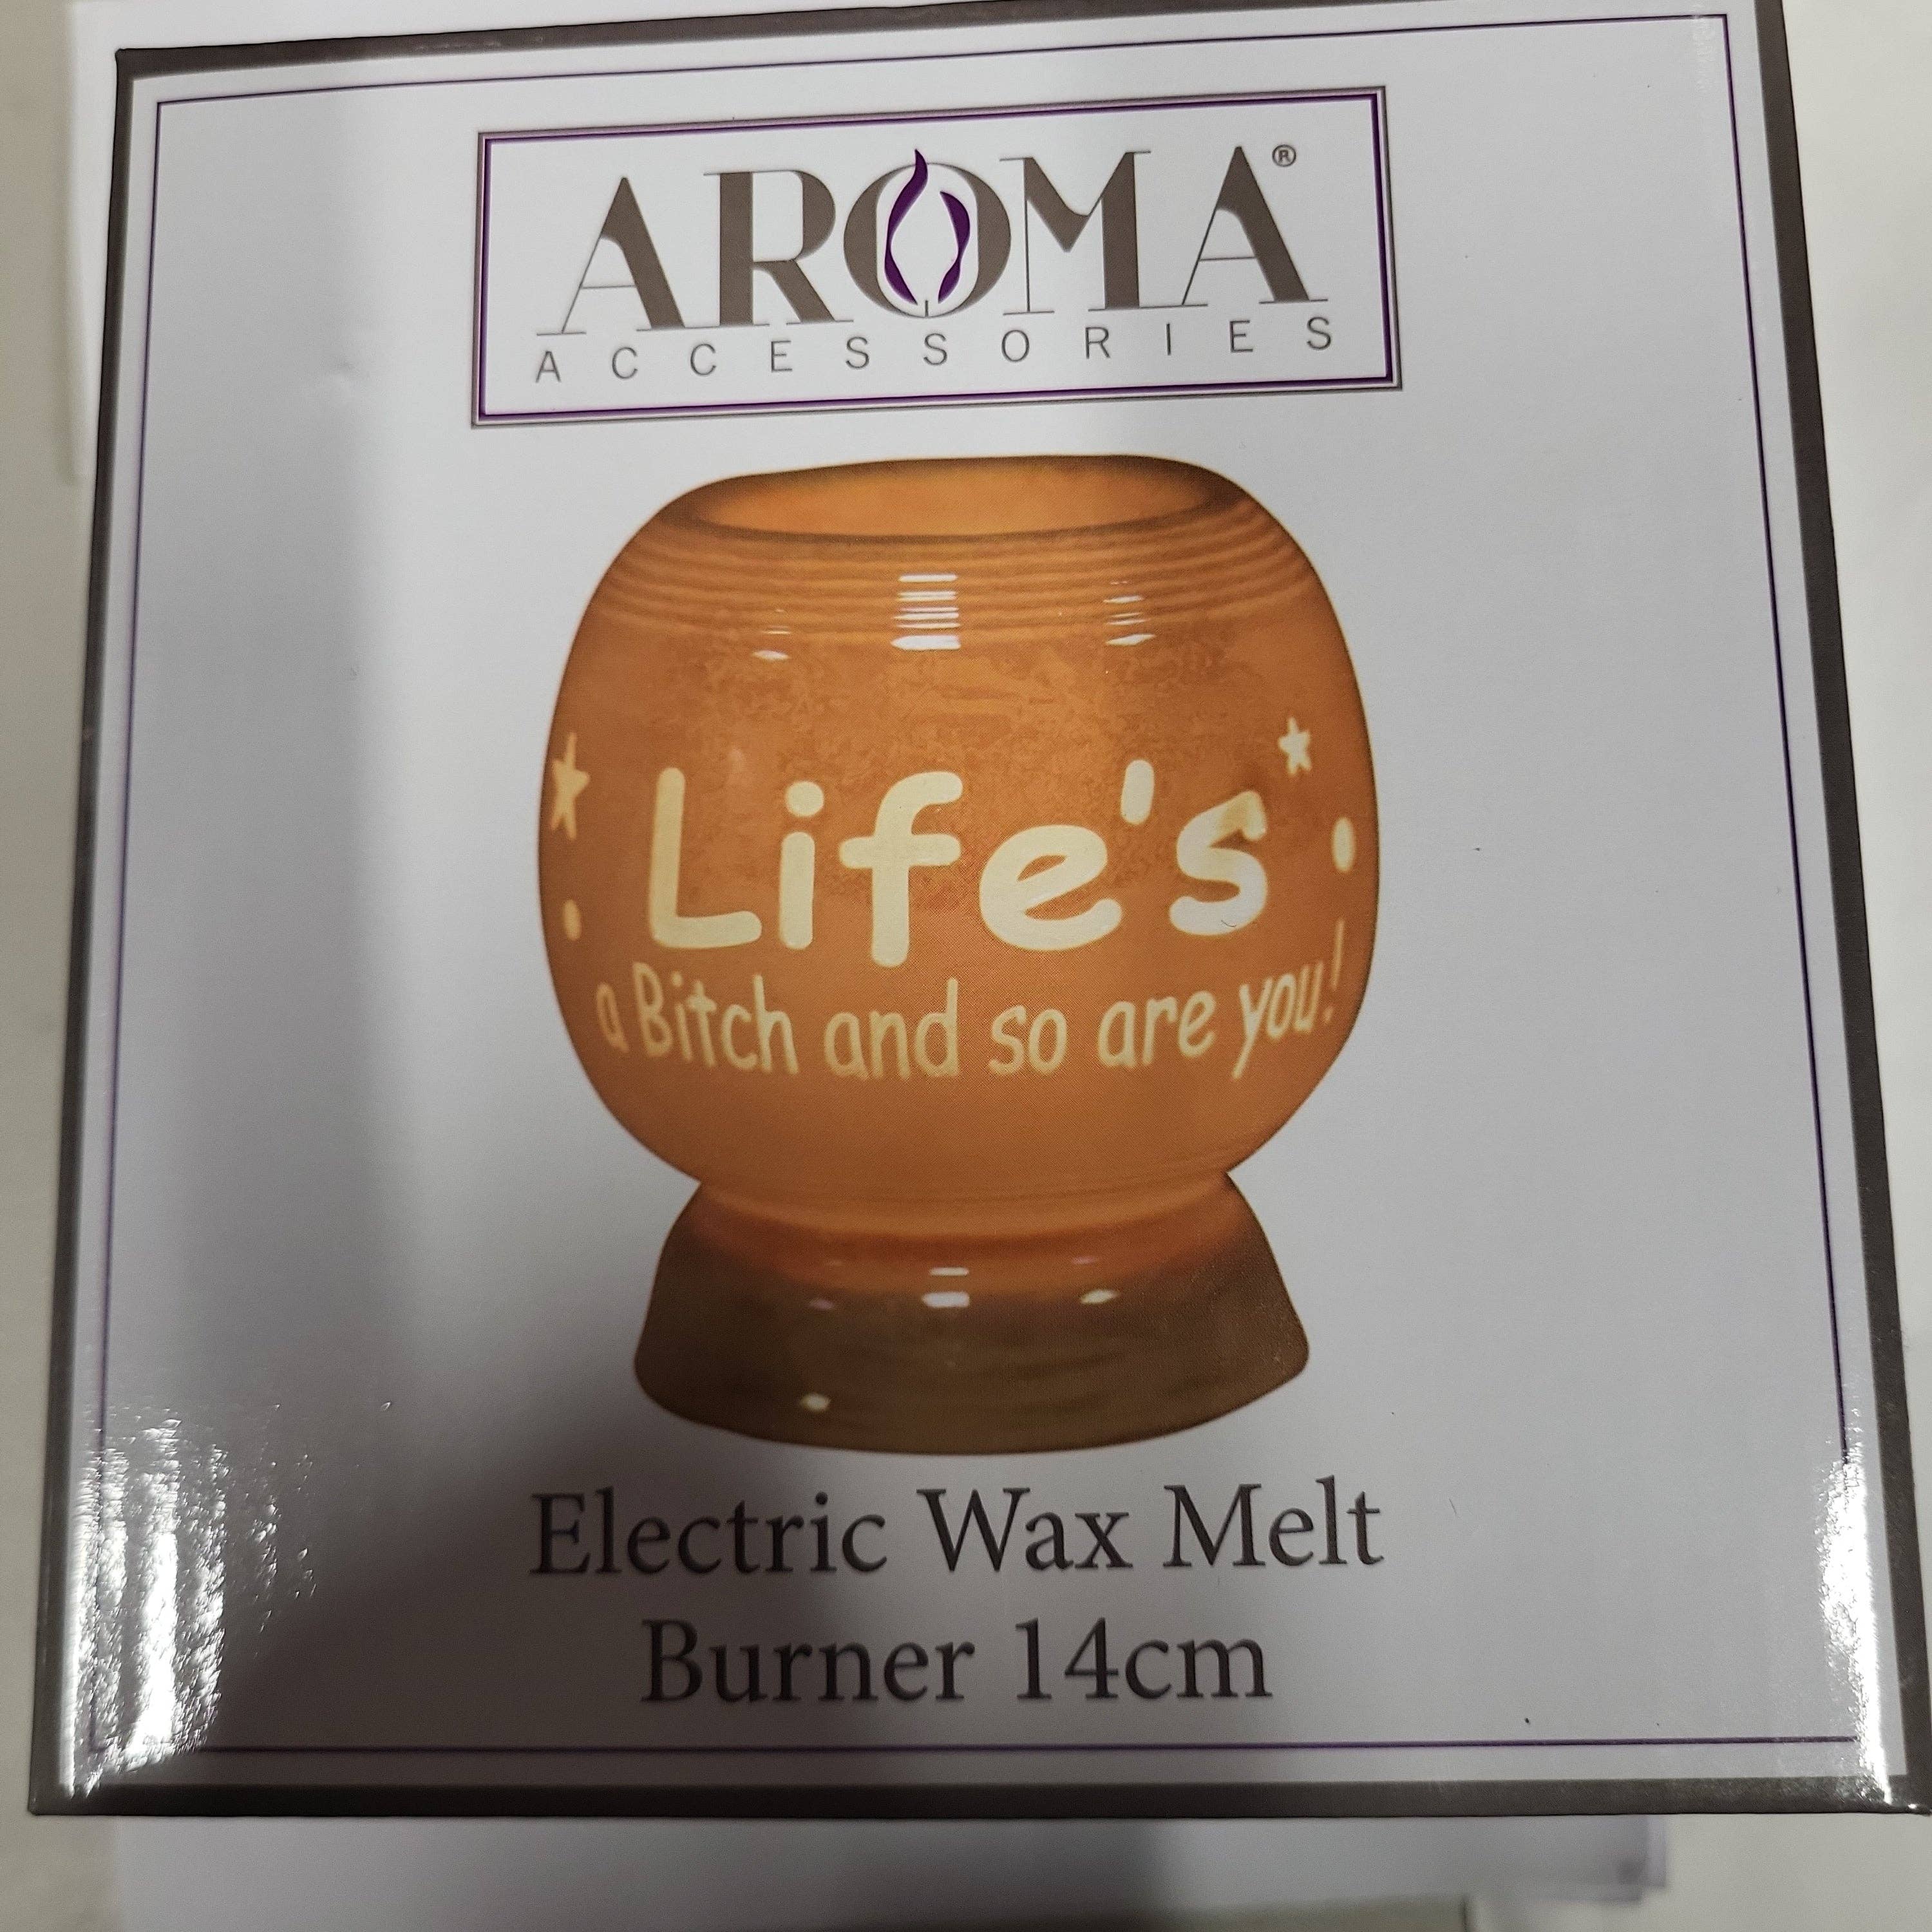 AROMA®
ACCESSORIES
Life's
a Bitch and so are you!
Electric Wax Melt
Burner 14cm